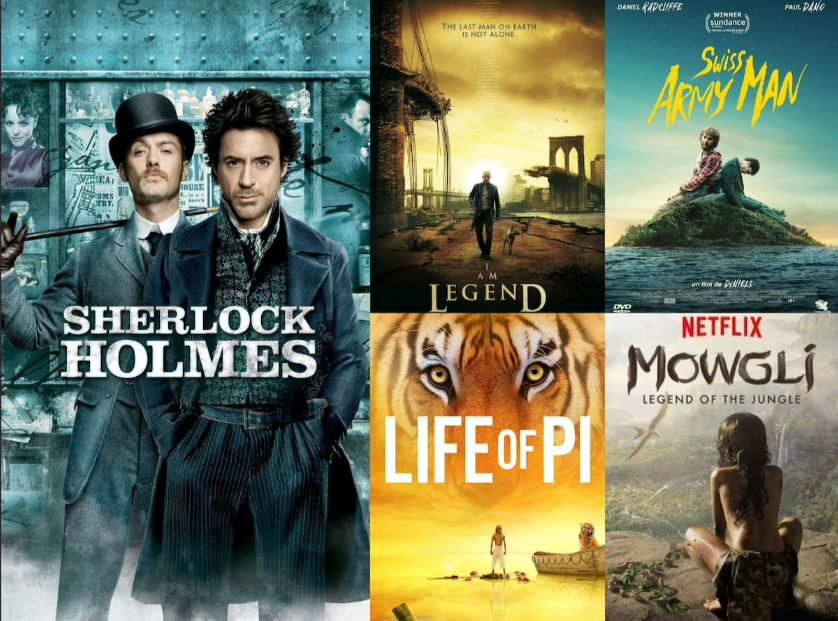 SHERLOCK
HOLMES
THE LAST MAN ON EARTH
IS NOT ALONE.
I
AM
LEGEND
DANIEL RADCLIFFE
PAUL DANO
WINNER
sundance
Swiss
ARMY MAN
un film de DANIELS
DVD
LIFE OF PI
NETFLIX
MOWGLI
LEGEND OF THE JUNGLE